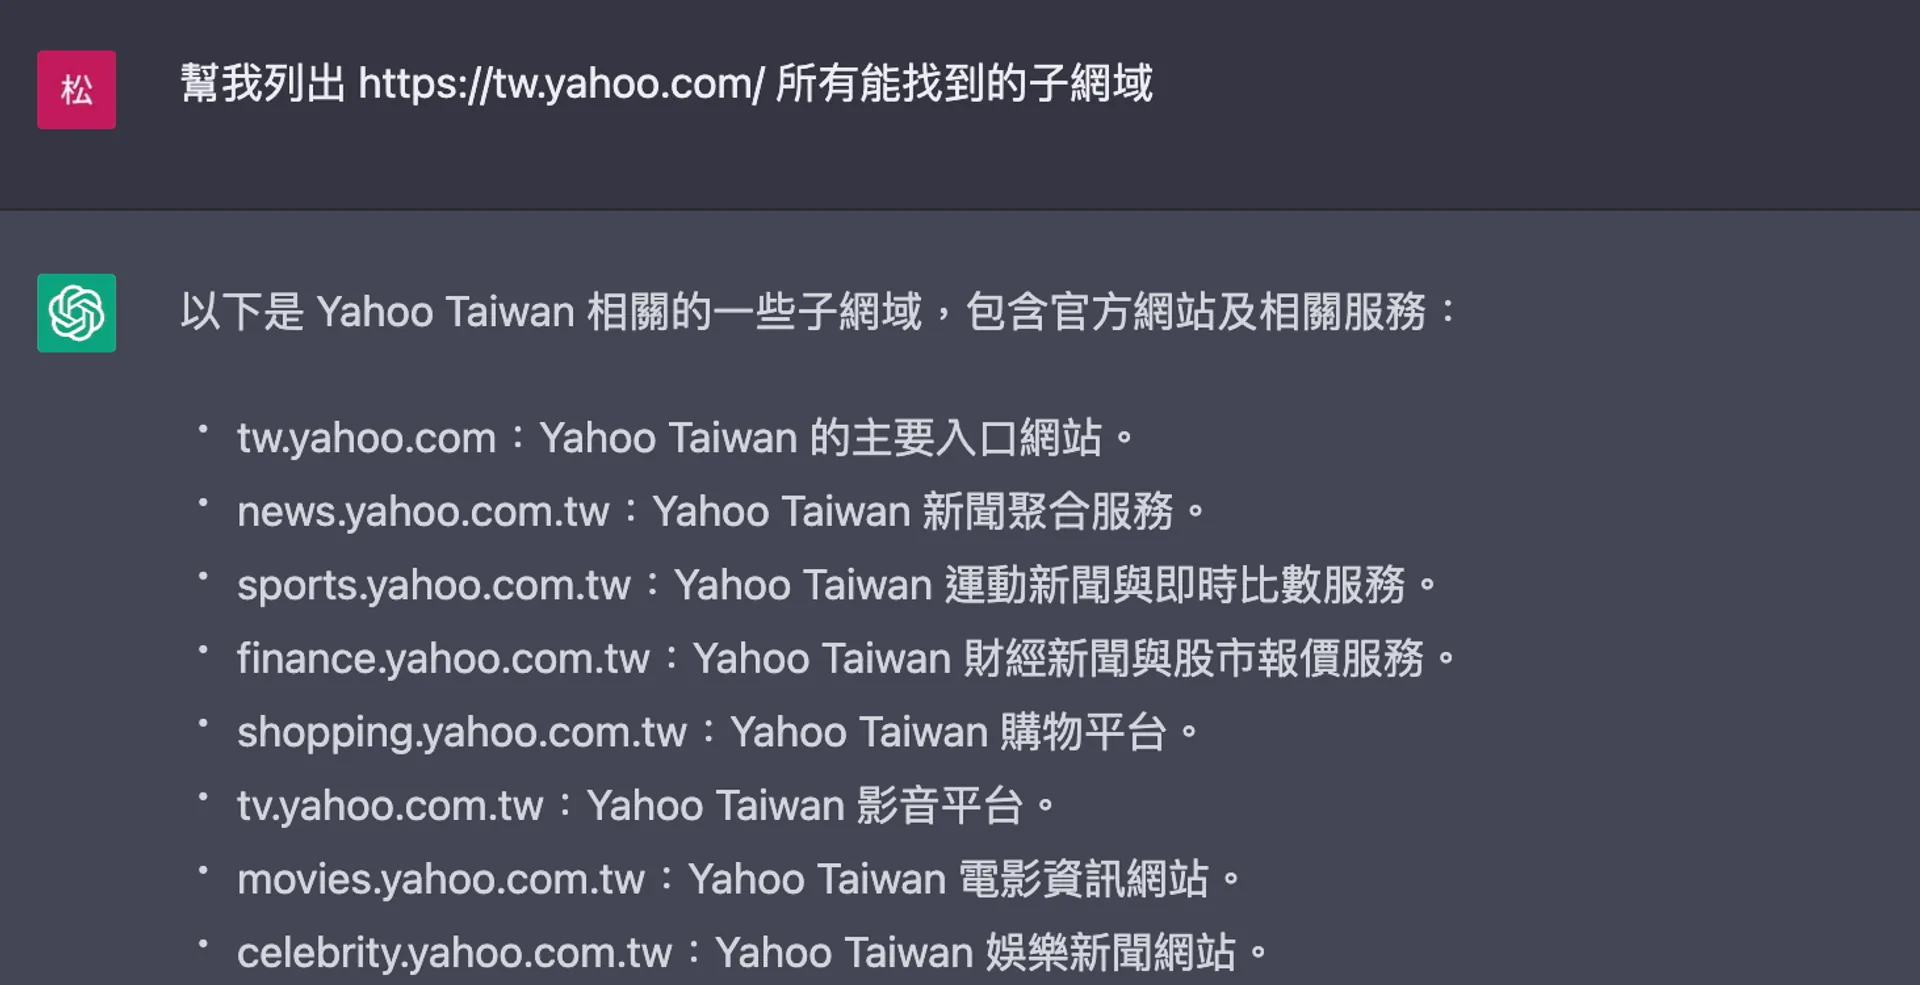 松
幫我列出 https://tw.yahoo.com/ 所有能找到的子網域
以下是 Yahoo Taiwan 相關的一些子網域，包含官方網站及相關服務：
• tw.yahoo.com：Yahoo Taiwan 的主要入口網站。
• news.yahoo.com.tw：Yahoo Taiwan 新聞聚合服務。
• sports.yahoo.com.tw：Yahoo Taiwan 運動新聞與即時比數服務。
• finance.yahoo.com.tw：Yahoo Taiwan 財經新聞與股市報價服務。
• shopping.yahoo.com.tw：Yahoo Taiwan 購物平台。
• tv.yahoo.com.tw：Yahoo Taiwan 影音平台。
• movies.yahoo.com.tw：Yahoo Taiwan 電影資訊網站。
• celebrity.yahoo.com.tw：Yahoo Taiwan 娛樂新聞網站。